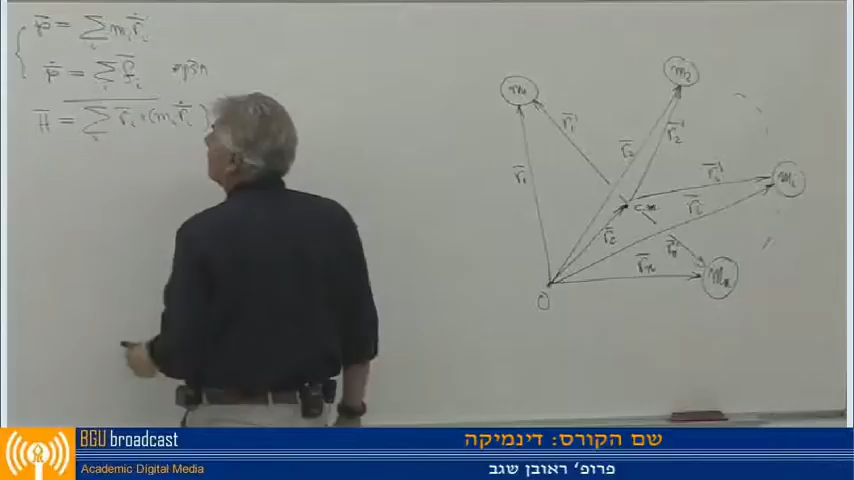 p̄ = Σ mᵢ ṙ̄ᵢ
ṗ̄ = Σ f̄ᵢ
H̄ = Σ r̄ᵢ × (mᵢ ṙ̄ᵢ)
m₁
m₂
mᵢ
r̄₁
r̄₁'
r̄₂
r̄₂'
r̄ᵢ'
r̄ᵢ
c.m.
r̄c
r̄n'
r̄n
mn
O
BGU broadcast
Academic Digital Media
שם הקורס: דינמיקה
פרופ' ראובן שגב